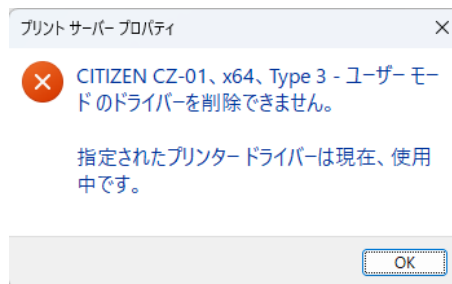 プリント サーバー プロパティ
CITIZEN CZ-01、x64、Type 3 - ユーザー モー
ド のドライバーを削除できません。
指定されたプリンター ドライバーは現在、使用
中です。
OK